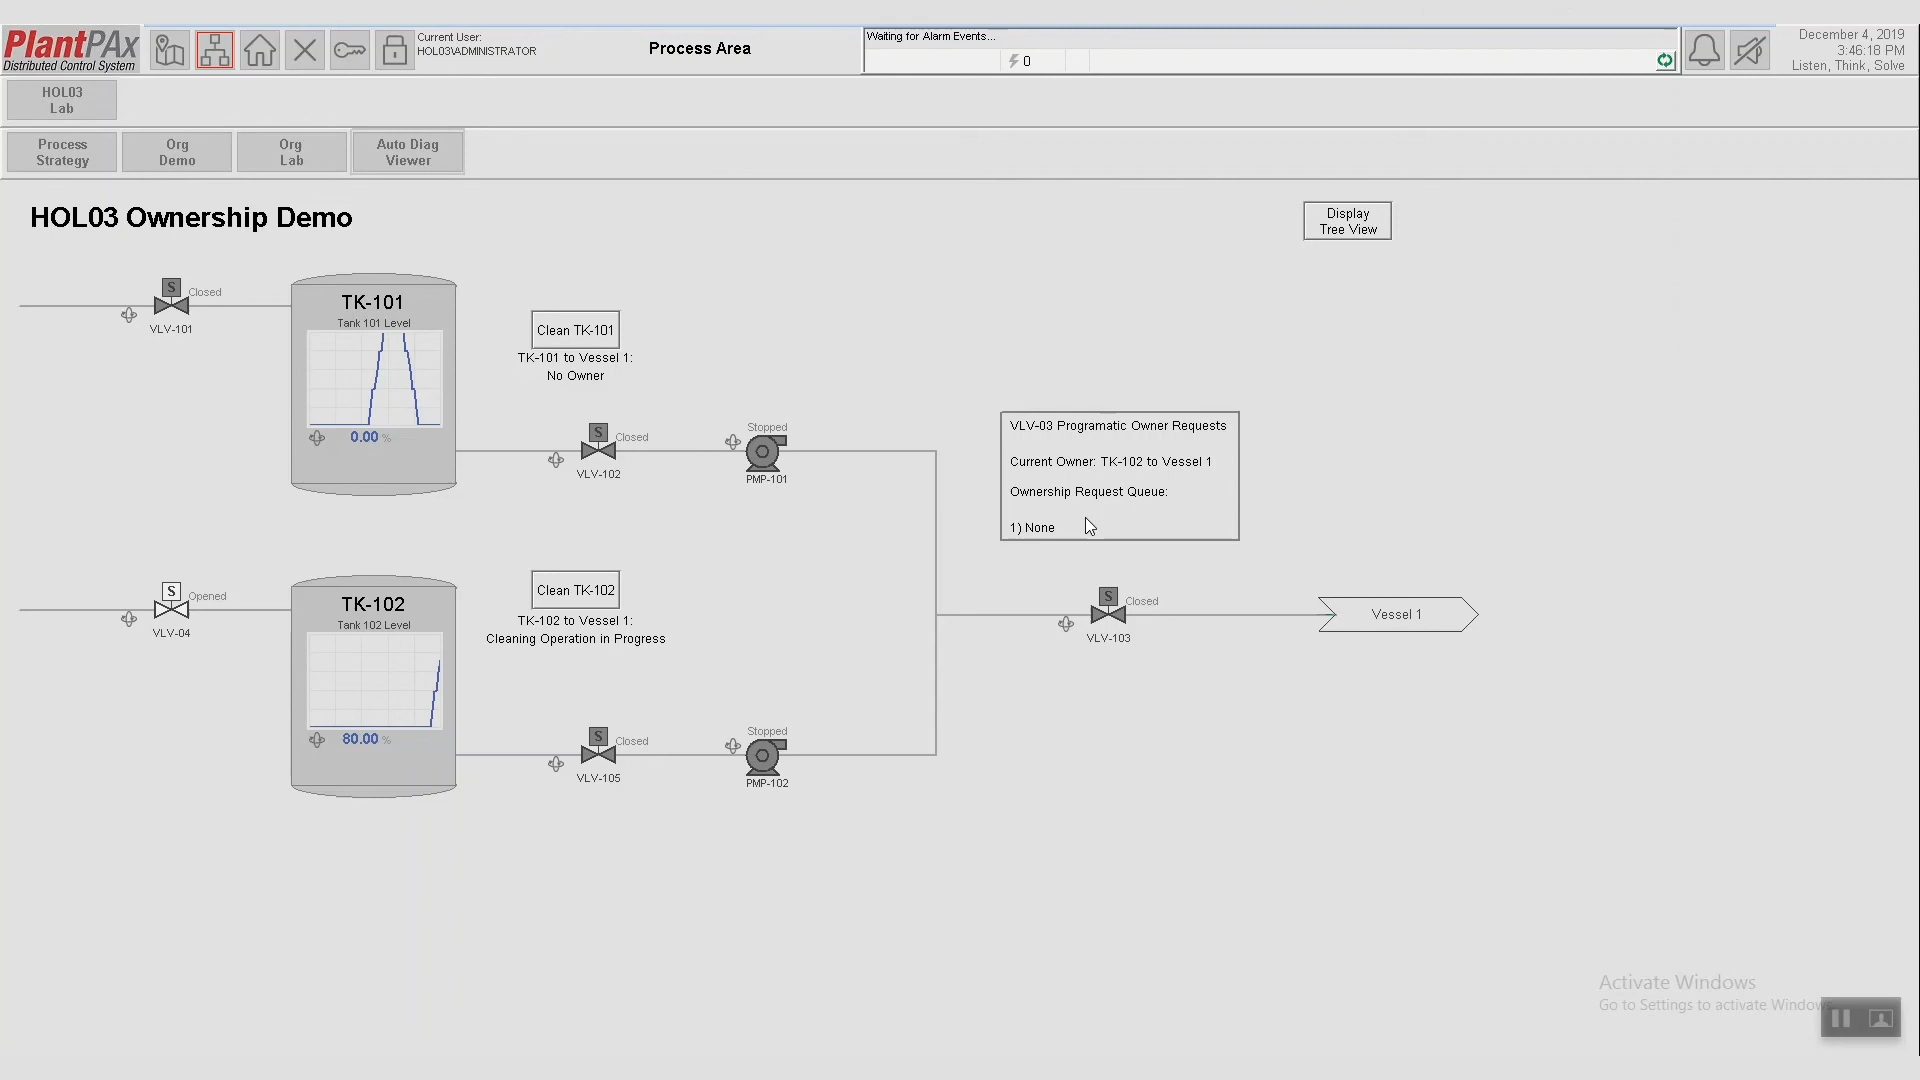 PlantPAx
Distributed Control System
Current User:
HOL03\ADMINISTRATOR
Process Area
Waiting for Alarm Events...
0
December 4, 2019
3:46:18 PM
Listen, Think, Solve
HOL03
Lab
Process
Strategy
Org
Demo
Org
Lab
Auto Diag
Viewer
HOL03 Ownership Demo
Display
Tree View
S
Closed
VLV-101
TK-101
Tank 101 Level
0.00 %
Clean TK-101
TK-101 to Vessel 1:
No Owner
S
Closed
VLV-102
Stopped
PMP-101
VLV-03 Programatic Owner Requests
Current Owner: TK-102 to Vessel 1
Ownership Request Queue:
1) None
S
Opened
VLV-04
TK-102
Tank 102 Level
80.00 %
Clean TK-102
TK-102 to Vessel 1:
Cleaning Operation in Progress
S
Closed
VLV-103
Vessel 1
S
Closed
VLV-105
Stopped
PMP-102
Activate Windows
Go to Settings to activate Windows